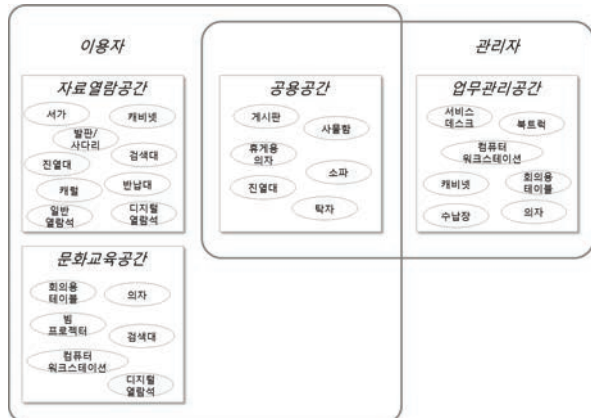 이용자
관리자
자료열람공간
서가
캐비넷
발판/
사다리
검색대
진열대
캐럴
반납대
일반
열람석
디지털
열람석
공용공간
게시판
사물함
휴게용
의자
소파
진열대
탁자
업무관리공간
서비스
데스크
북트럭
컴퓨터
워크스테이션
캐비넷
회의용
테이블
수납장
의자
문화교육공간
회의용
테이블
의자
빔
프로젝터
검색대
컴퓨터
워크스테이션
디지털
열람석